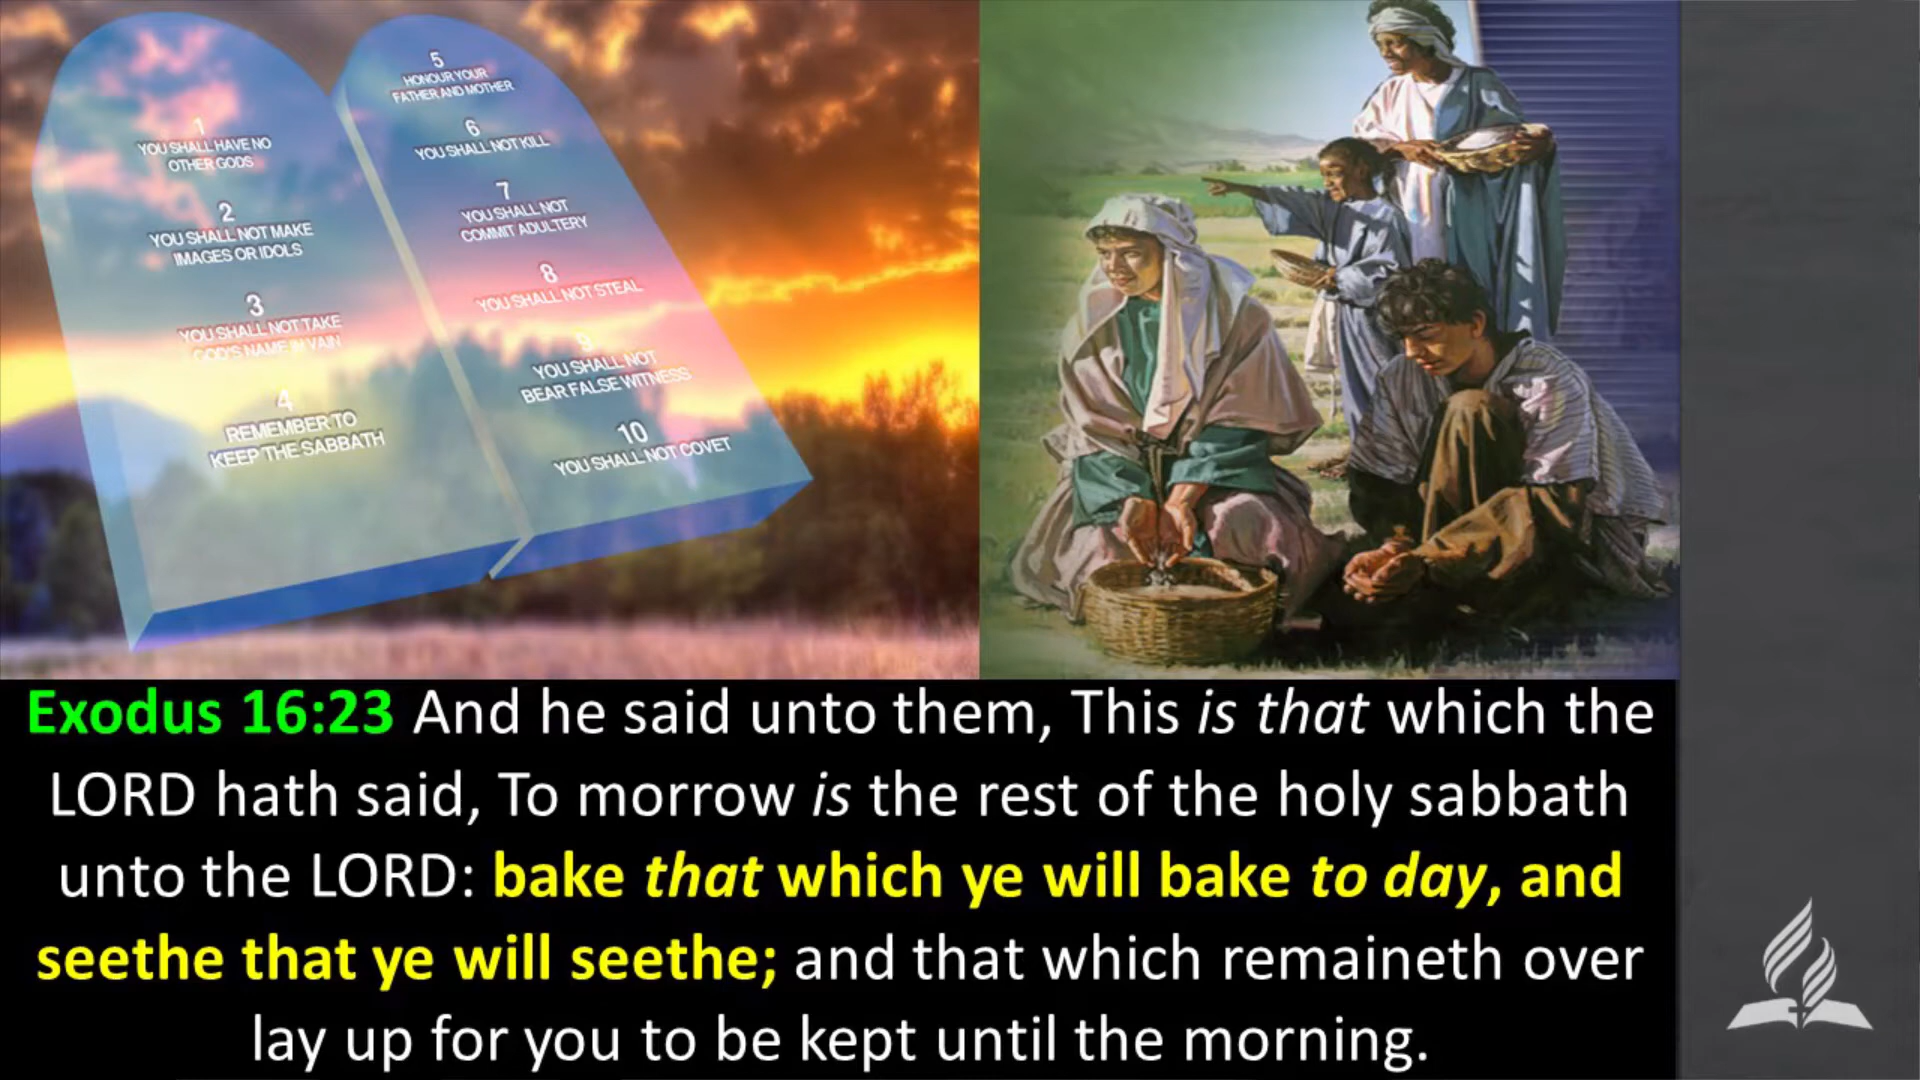 1
YOU SHALL HAVE NO
OTHER GODS
2
YOU SHALL NOT MAKE
IMAGES OR IDOLS
3
YOU SHALL NOT TAKE
GOD'S NAME IN VAIN
4
REMEMBER TO
KEEP THE SABBATH
5
HONOUR YOUR
FATHER AND MOTHER
6
YOU SHALL NOT KILL
7
YOU SHALL NOT
COMMIT ADULTERY
8
YOU SHALL NOT STEAL
9
YOU SHALL NOT
BEAR FALSE WITNESS
10
YOU SHALL NOT COVET
Exodus 16:23 And he said unto them, This is that which the
LORD hath said, To morrow is the rest of the holy sabbath
unto the LORD: bake that which ye will bake to day, and
seethe that ye will seethe; and that which remaineth over
lay up for you to be kept until the morning.